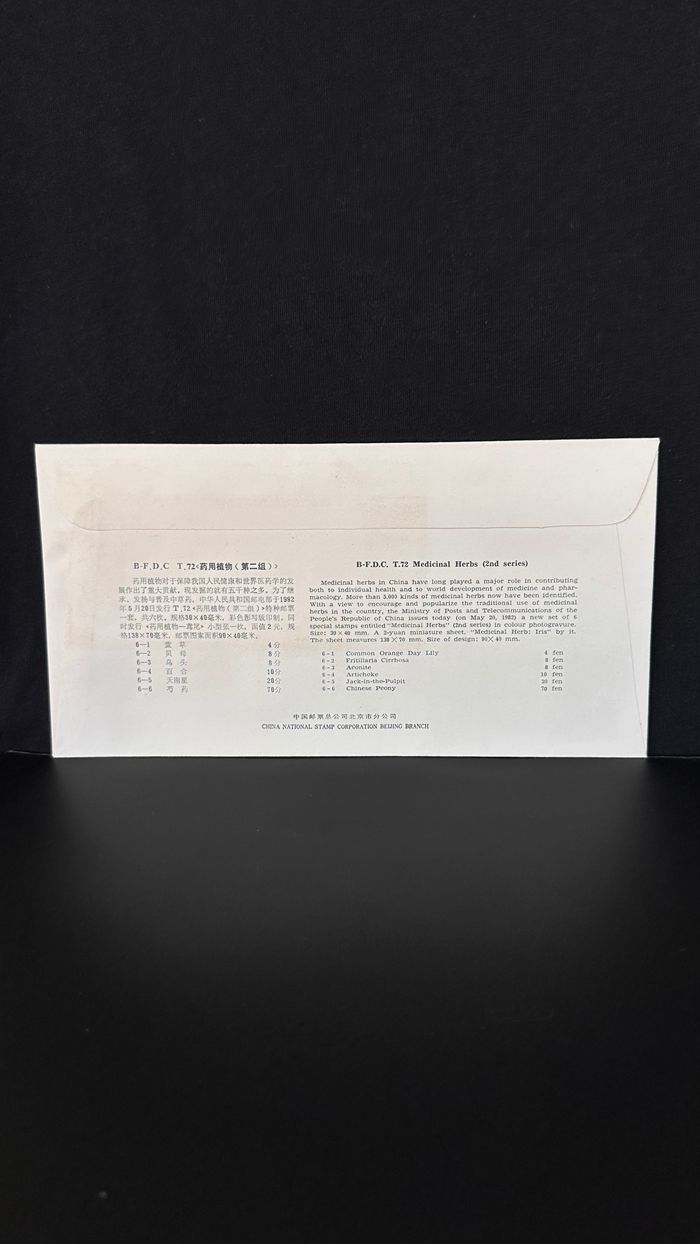 B-F.D.C T.72《药用植物(第二组)》
药用植物对于保障我国人民健康和世界医药学的发
展作出了重大贡献。现发掘的就有五千种之多。为了继
承、发扬与普及中草药,中华人民共和国邮电部于1982
年5月20日发行T.72《药用植物(第二组)》特种邮票
一套,共六枚。规格30×40毫米,彩色影写版印制。同
时发行《药用植物—鸢尾》小型张一枚,面值2元,规
格138×70毫米,邮票图案面积90×40毫米。
6—1 萱草 4分
6—2 贝母 8分
6—3 乌头 8分
6—4 百合 10分
6—5 天南星 20分
6—6 芍药 70分
B-F.D.C. T.72 Medicinal Herbs (2nd series)
Medicinal herbs in China have long played a major role in contributing
both to individual health and to world development of medicine and phar-
macology. More than 5,000 kinds of medicinal herbs now have been identified.
With a view to encourage and popularize the traditional use of medicinal
herbs in the country, the Ministry of Posts and Telecommunications of the
People's Republic of China issues today (on May 20, 1982) a new set of 6
special stamps entitled "Medicinal Herbs" (2nd series) in colour photogravure.
Size: 30×40 mm. A 2-yuan miniature sheet, "Medicinal Herb: Iris" by it.
The sheet measures 138×70 mm. Size of design: 90×40 mm.
6-1 Common Orange Day Lily 4 fen
6-2 Fritillaria Cirrhosa 8 fen
6-3 Aronite 8 fen
6-4 Artichoke 10 fen
6-5 Jack-in-the-Pulpit 20 fen
6-6 Chinese Peony 70 fen
中国邮票总公司北京市分公司
CHINA NATIONAL STAMP CORPORATION BEIJING BRANCH